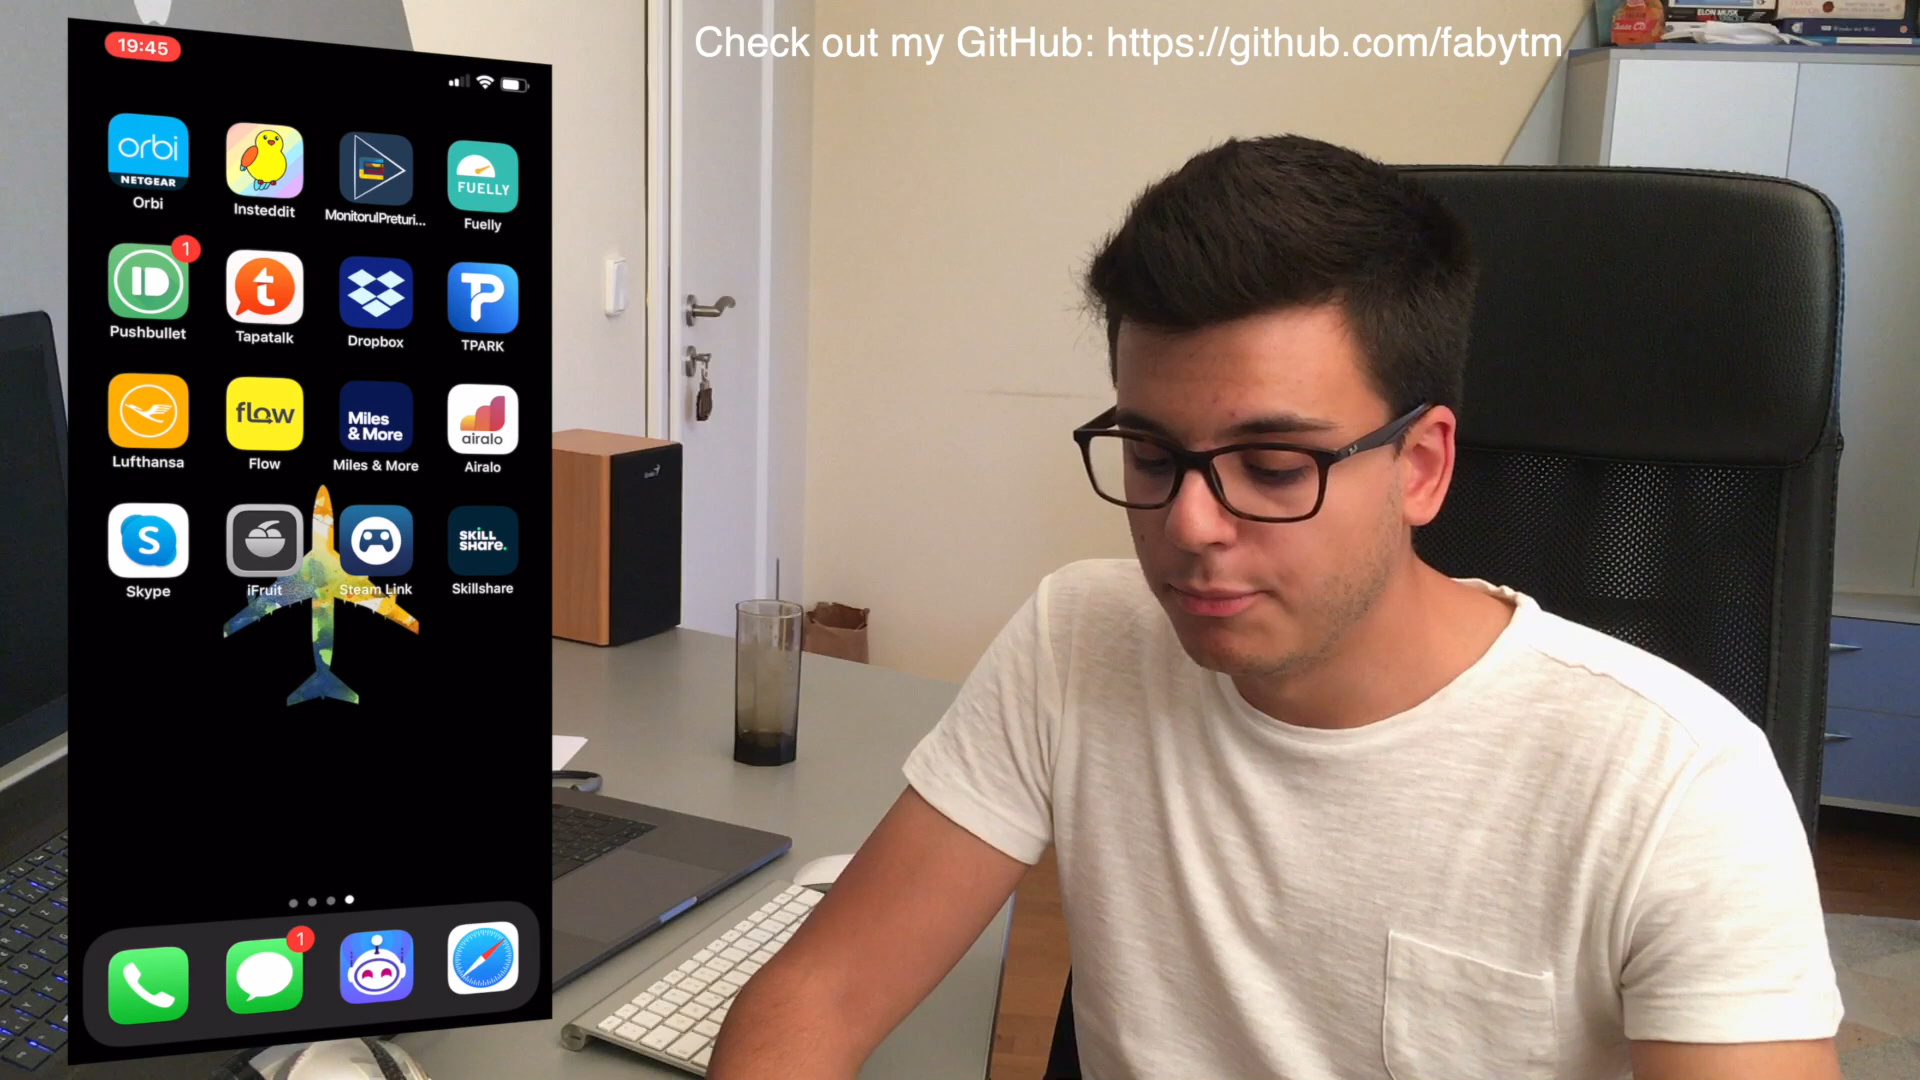 Check out my GitHub: https://github.com/fabytm
19:45
orbi
NETGEAR
Orbi
Insteddit
MonitorulPreturi...
FUELLY
Fuelly
1
Pushbullet
Tapatalk
Dropbox
TPARK
Lufthansa
flow
Flow
Miles
& More
Miles & More
airalo
Airalo
S
Skype
iFruit
Steam Link
SKILL
SHARE.
Skillshare
1
ELON MUSK